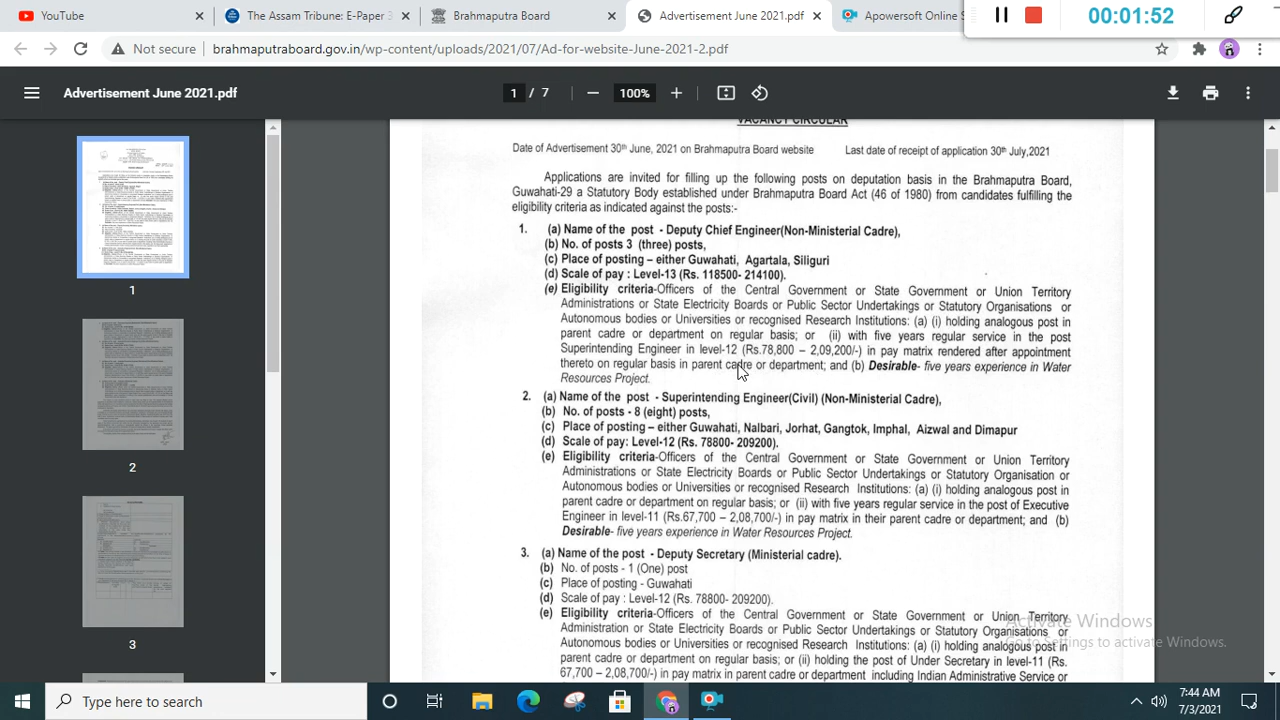 YouTube
The Assam Tribune: E-Paper 3
Brahmaputra Board
Advertisement June 2021.pdf
Apowersoft Online S
00:01:52
Not secure
brahmaputraboard.gov.in/wp-content/uploads/2021/07/Ad-for-website-June-2021-2.pdf
Advertisement June 2021.pdf
1 / 7
100%
VACANCY CIRCULAR
Date of Advertisement 30th June, 2021 on Brahmaputra Board website Last date of receipt of application 30th July,2021
Applications are invited for filling up the following posts on deputation basis in the Brahmaputra Board,
Guwahati-29 a Statutory Body established under Brahmaputra Board Act (46 of 1980) from candidates fulfilling the
eligibility criteria as indicated against the posts:-
1. (a) Name of the post - Deputy Chief Engineer(Non-Ministerial Cadre),
(b) No. of posts 3 (three) posts,
(c) Place of posting – either Guwahati, Agartala, Siliguri
(d) Scale of pay : Level-13 (Rs. 118500- 214100).
(e) Eligibility criteria-Officers of the Central Government or State Government or Union Territory
Administrations or State Electricity Boards or Public Sector Undertakings or Statutory Organisations or
Autonomous bodies or Universities or recognised Research Institutions: (a) (i) holding analogous post in
parent cadre or department on regular basis; or (ii) with five years regular service in the post
Superintending Engineer in level-12 (Rs.78,800 – 2,09,200/-) in pay matrix rendered after appointment
thereto on regular basis in parent cadre or department; and (b) Desirable- five years experience in Water
Resources Project.
2. (a) Name of the post - Superintending Engineer(Civil) (Non-Ministerial Cadre),
(b) No. of posts - 8 (eight) posts,
(c) Place of posting – either Guwahati, Nalbari, Jorhat, Gangtok, Imphal, Aizwal and Dimapur
(d) Scale of pay: Level-12 (Rs. 78800- 209200).
(e) Eligibility criteria-Officers of the Central Government or State Government or Union Territory
Administrations or State Electricity Boards or Public Sector Undertakings or Statutory Organisation or
Autonomous bodies or Universities or recognised Research Institutions: (a) (i) holding analogous post in
parent cadre or department on regular basis; or (ii) with five years regular service in the post of Executive
Engineer in level-11 (Rs.67,700 – 2,08,700/-) in pay matrix in their parent cadre or department; and (b)
Desirable- five years experience in Water Resources Project.
3. (a) Name of the post - Deputy Secretary (Ministerial cadre).
(b) No. of posts - 1 (One) post
(c) Place of posting - Guwahati
(d) Scale of pay : Level-12 (Rs. 78800- 209200).
(e) Eligibility criteria-Officers of the Central Government or State Government or Union Territory
Administration or State Electricity Boards or Public Sector Undertakings or Statutory Organisations or
Autonomous bodies or Universities or recognised Research Institutions: (a) (i) holding analogous post in
parent cadre or department on regular basis; or (ii) holding the post of Under Secretary in level-11 (Rs.
67,700 – 2,08,700/-) in pay matrix in parent cadre or department including Indian Administrative Service or
1
2
3
Activate Windows
Go to Settings to activate Windows.
Type here to search
7:44 AM
7/3/2021